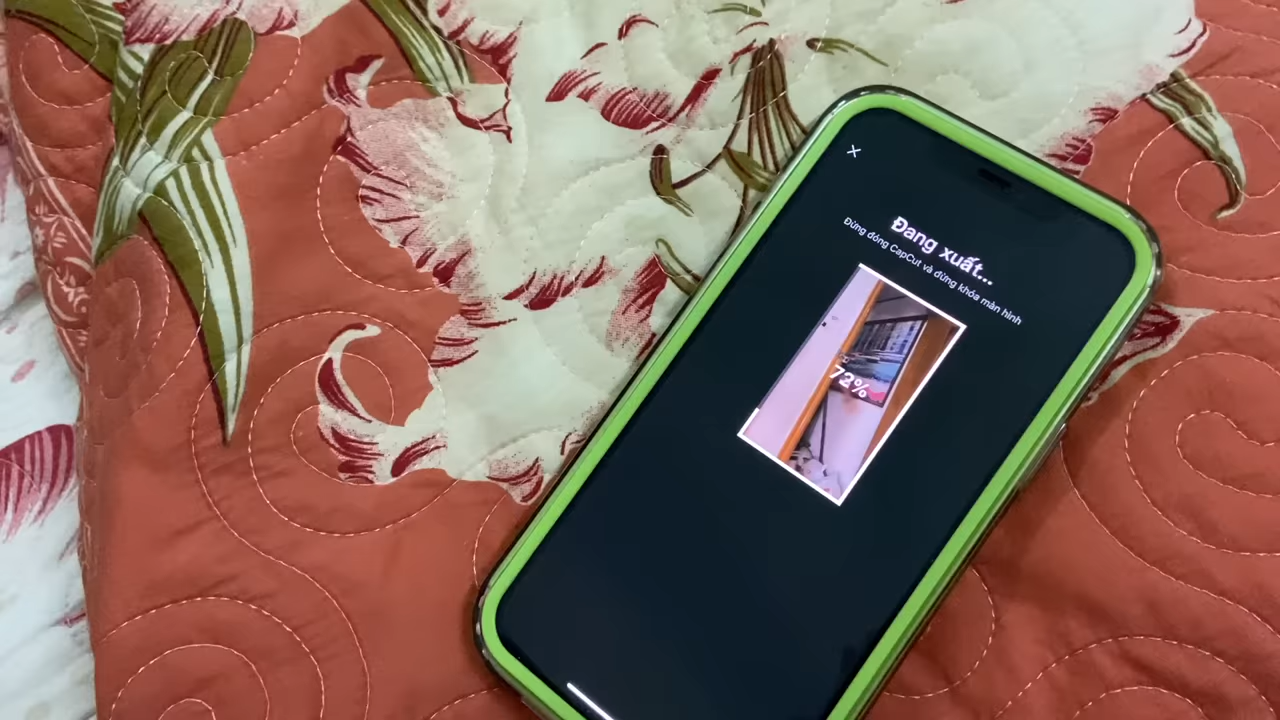 Đang xuất...
Đừng đóng CapCut và đừng khóa màn hình
72%